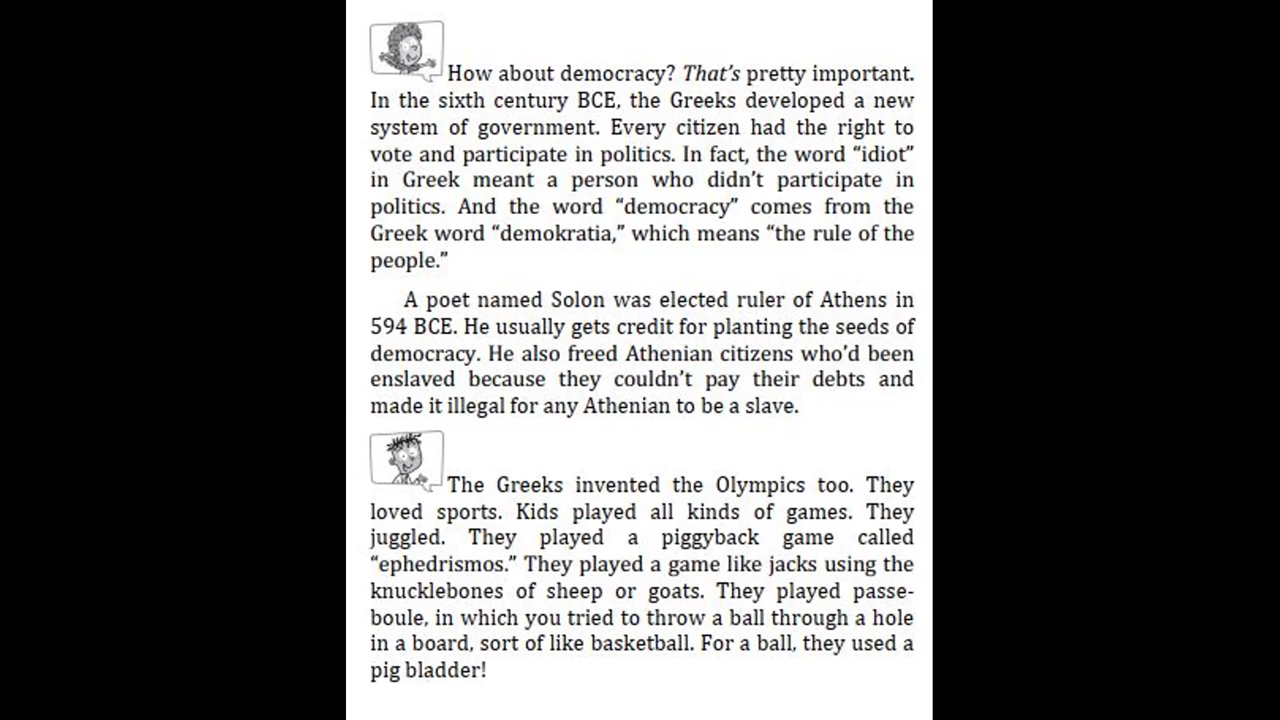 How about democracy? That’s pretty important.
In the sixth century BCE, the Greeks developed a new
system of government. Every citizen had the right to
vote and participate in politics. In fact, the word “idiot”
in Greek meant a person who didn’t participate in
politics. And the word “democracy” comes from the
Greek word “demokratia,” which means “the rule of the
people.”
A poet named Solon was elected ruler of Athens in
594 BCE. He usually gets credit for planting the seeds of
democracy. He also freed Athenian citizens who’d been
enslaved because they couldn’t pay their debts and
made it illegal for any Athenian to be a slave.
The Greeks invented the Olympics too. They
loved sports. Kids played all kinds of games. They
juggled. They played a piggyback game called
“ephedrismos.” They played a game like jacks using the
knucklebones of sheep or goats. They played passe-
boule, in which you tried to throw a ball through a hole
in a board, sort of like basketball. For a ball, they used a
pig bladder!